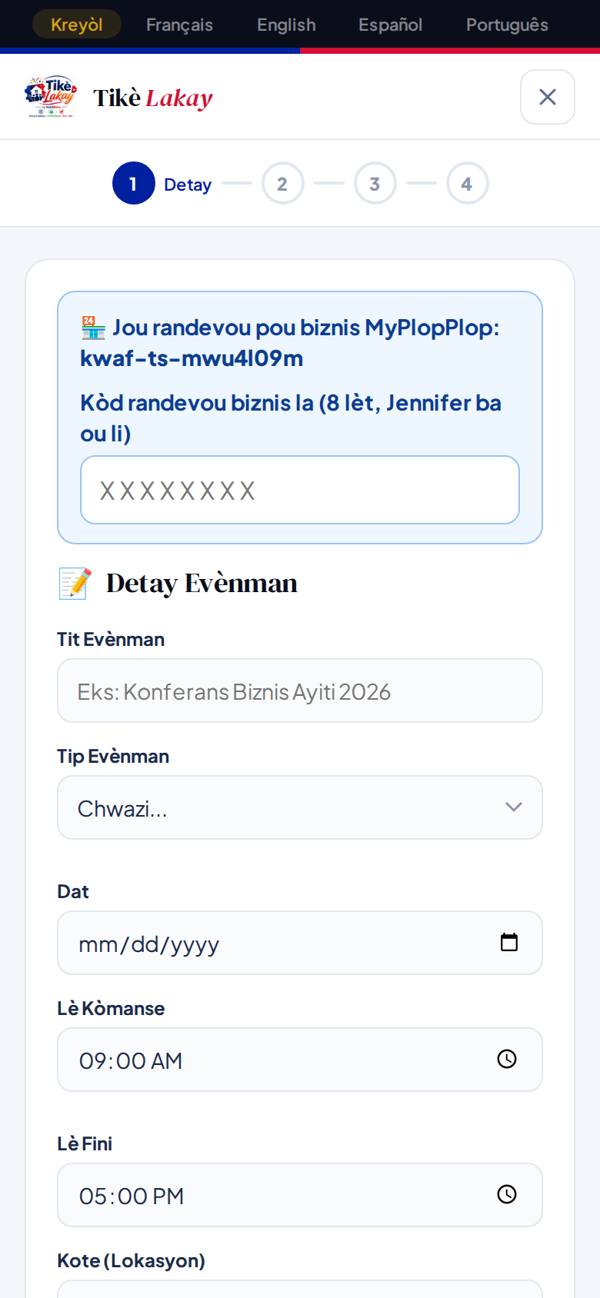 Kreyòl Français English Español Português
Tikè Lakay
Tikè Lakay
1 Detay 2 3 4
Jou randevou pou biznis MyPlopPlop:
kwaf-ts-mwu4l09m
Kòd randevou biznis la (8 lèt, Jennifer ba
ou li)
XXXXXXXX
Detay Evènman
Tit Evènman
Eks: Konferans Biznis Ayiti 2026
Tip Evènman
Chwazi...
Dat
mm/dd/yyyy
Lè Kòmanse
09:00 AM
Lè Fini
05:00 PM
Kote (Lokasyon)